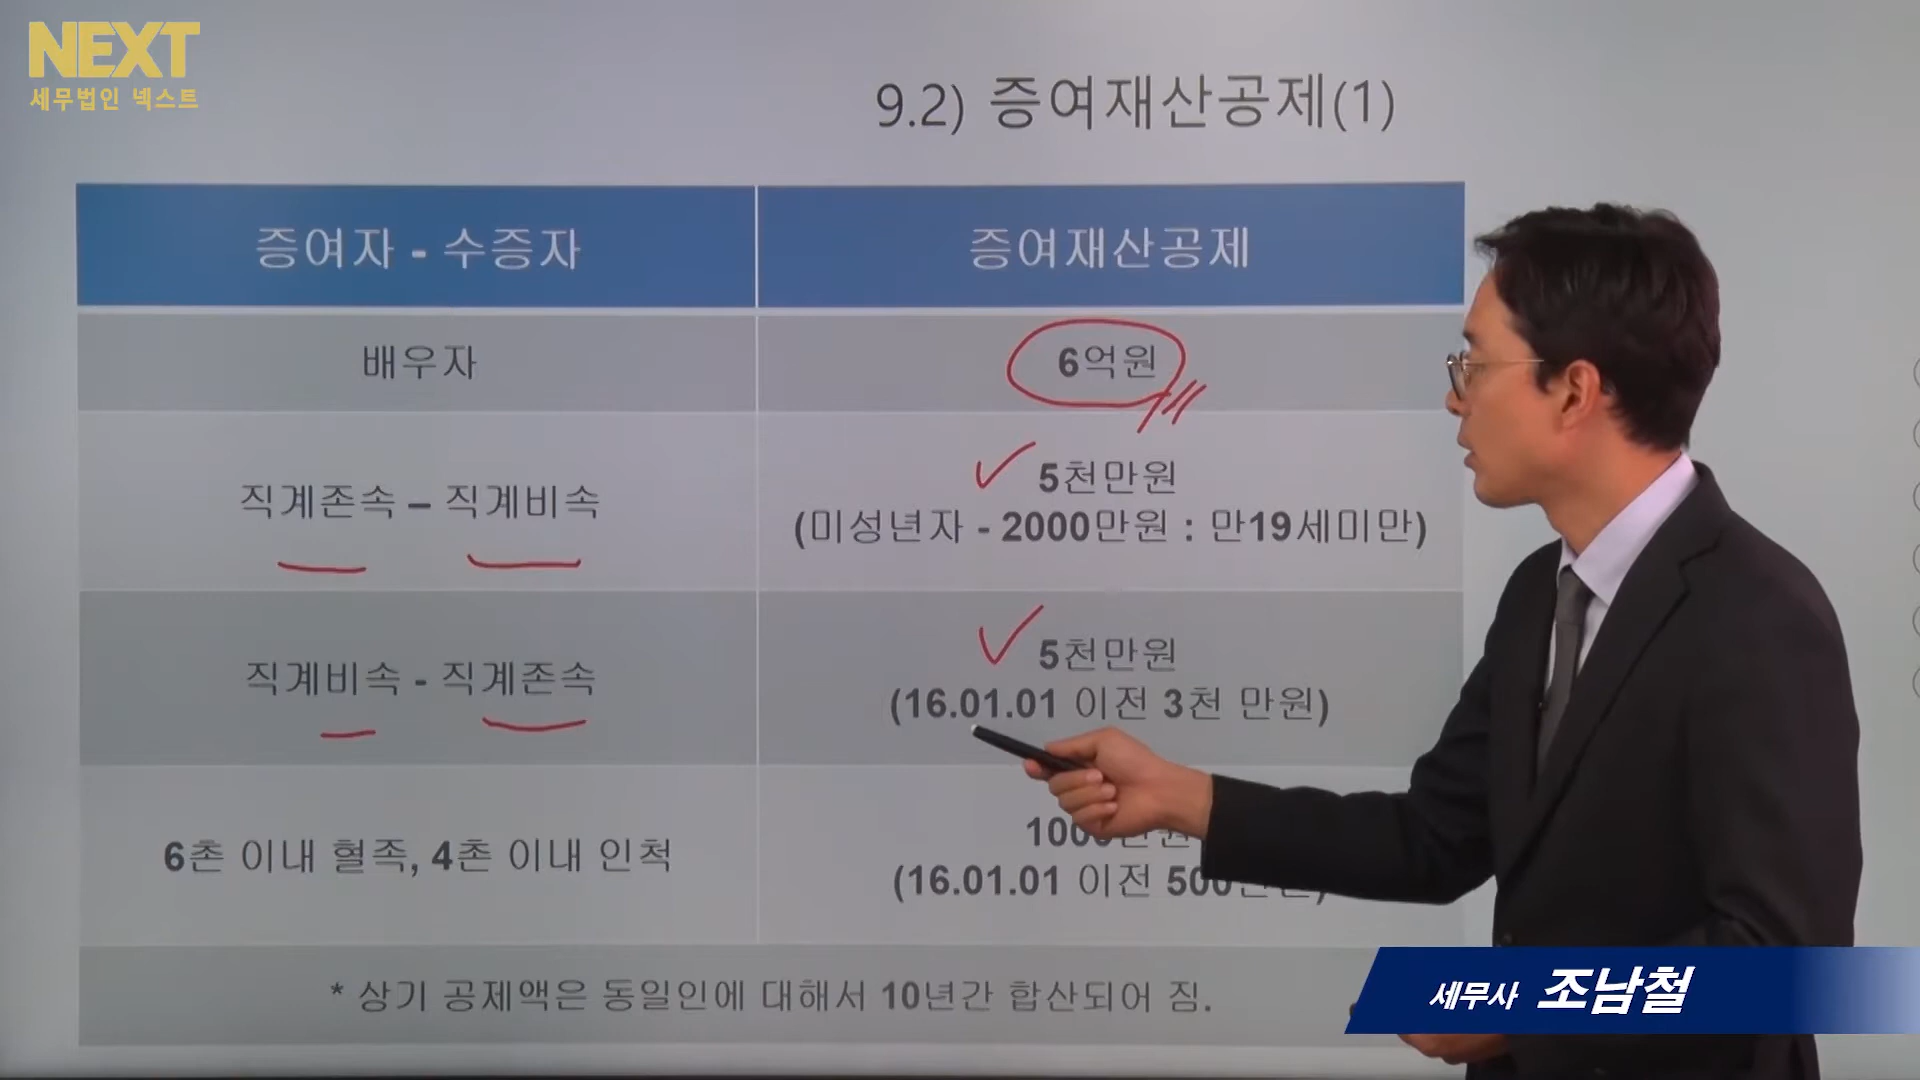 NEXT
세무법인 넥스트
9.2) 증여재산공제(1)
증여자 - 수증자
증여재산공제
배우자
6억원
직계존속 – 직계비속
5천만원
(미성년자 - 2000만원 : 만19세미만)
직계비속 - 직계존속
5천만원
(16.01.01 이전 3천 만원)
6촌 이내 혈족, 4촌 이내 인척
(16.01.01 이전
* 상기 공제액은 동일인에 대해서 10년간 합산되어 짐.
세무사 조남철